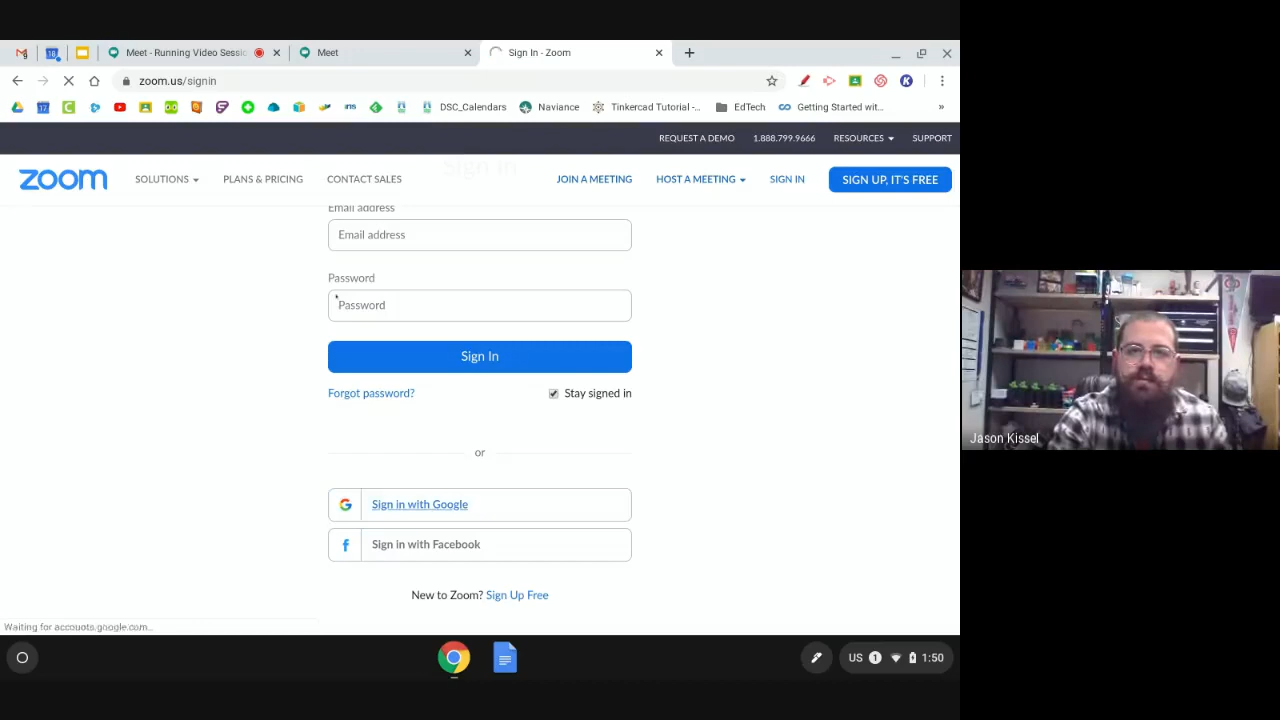 Meet - Running Video Sessic
Meet
Sign In - Zoom
zoom.us/signin
DSC_Calendars
Naviance
Tinkercad Tutorial -...
EdTech
Getting Started wit...
»
REQUEST A DEMO
1.888.799.9666
RESOURCES
SUPPORT
zoom
SOLUTIONS
PLANS & PRICING
CONTACT SALES
Sign In
JOIN A MEETING
HOST A MEETING
SIGN IN
SIGN UP, IT'S FREE
Email address
Email address
Password
Password
Sign In
Forgot password?
Stay signed in
or
Sign in with Google
Sign in with Facebook
New to Zoom? Sign Up Free
Waiting for accounts.google.com...
US 1 1:50
Jason Kissel